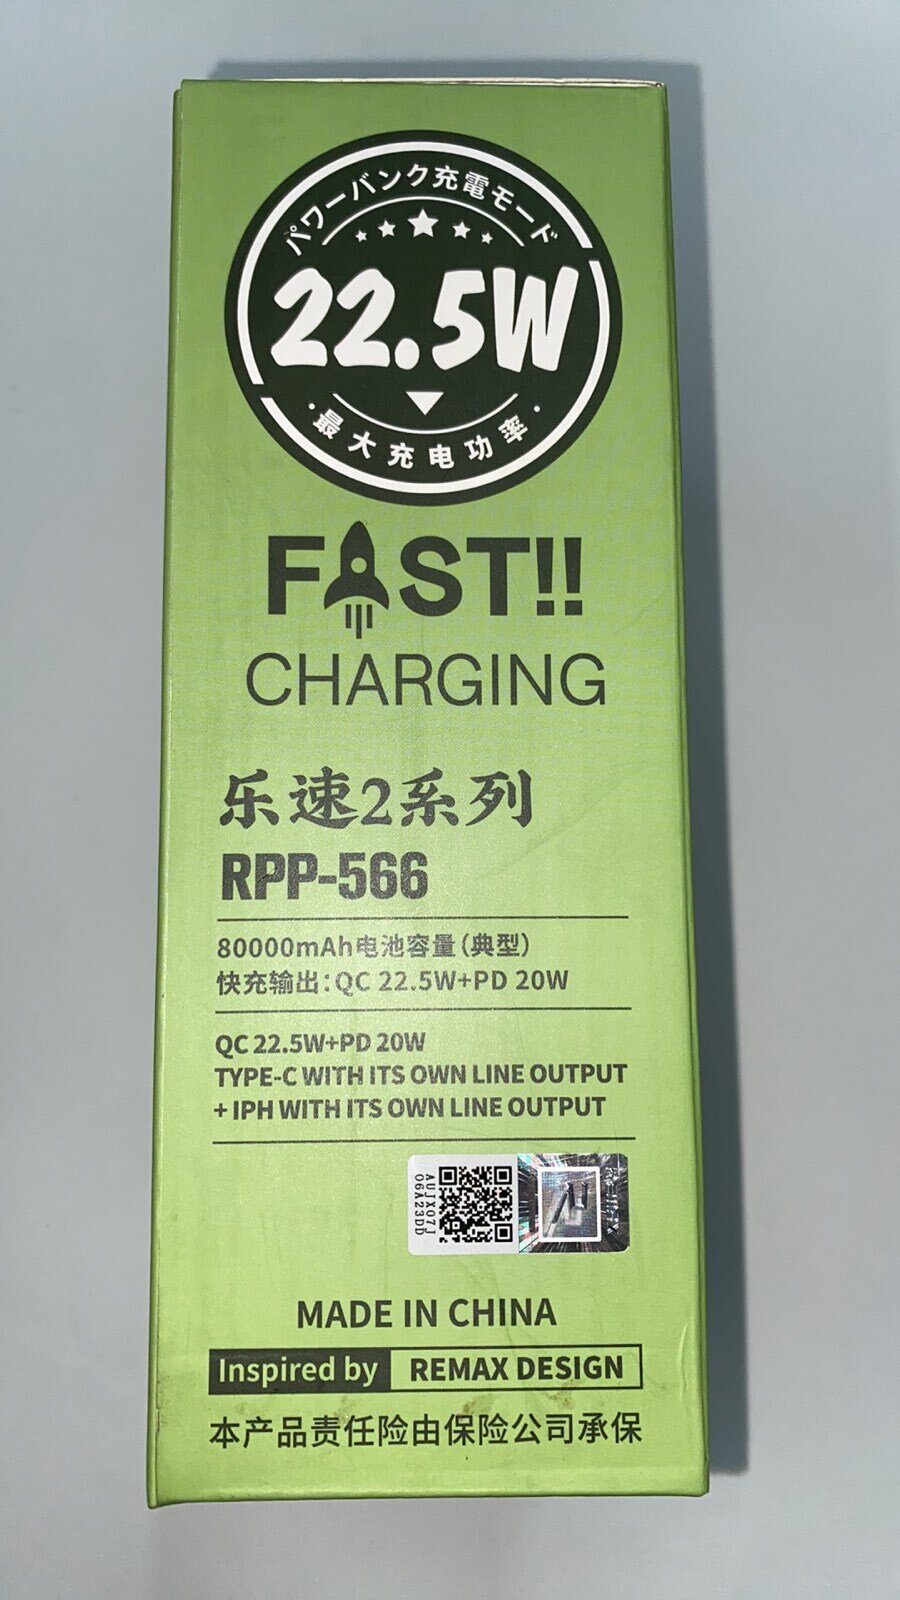 パワーバンク充電モード
22.5W
·最大充电功率·
FAST!!
CHARGING
乐速2系列
RPP-566
80000mAh电池容量(典型)
快充输出:QC 22.5W+PD 20W
QC 22.5W+PD 20W
TYPE-C WITH ITS OWN LINE OUTPUT
+ IPH WITH ITS OWN LINE OUTPUT
AUJX07J
06A23DD
MADE IN CHINA
Inspired by REMAX DESIGN
本产品责任险由保险公司承保